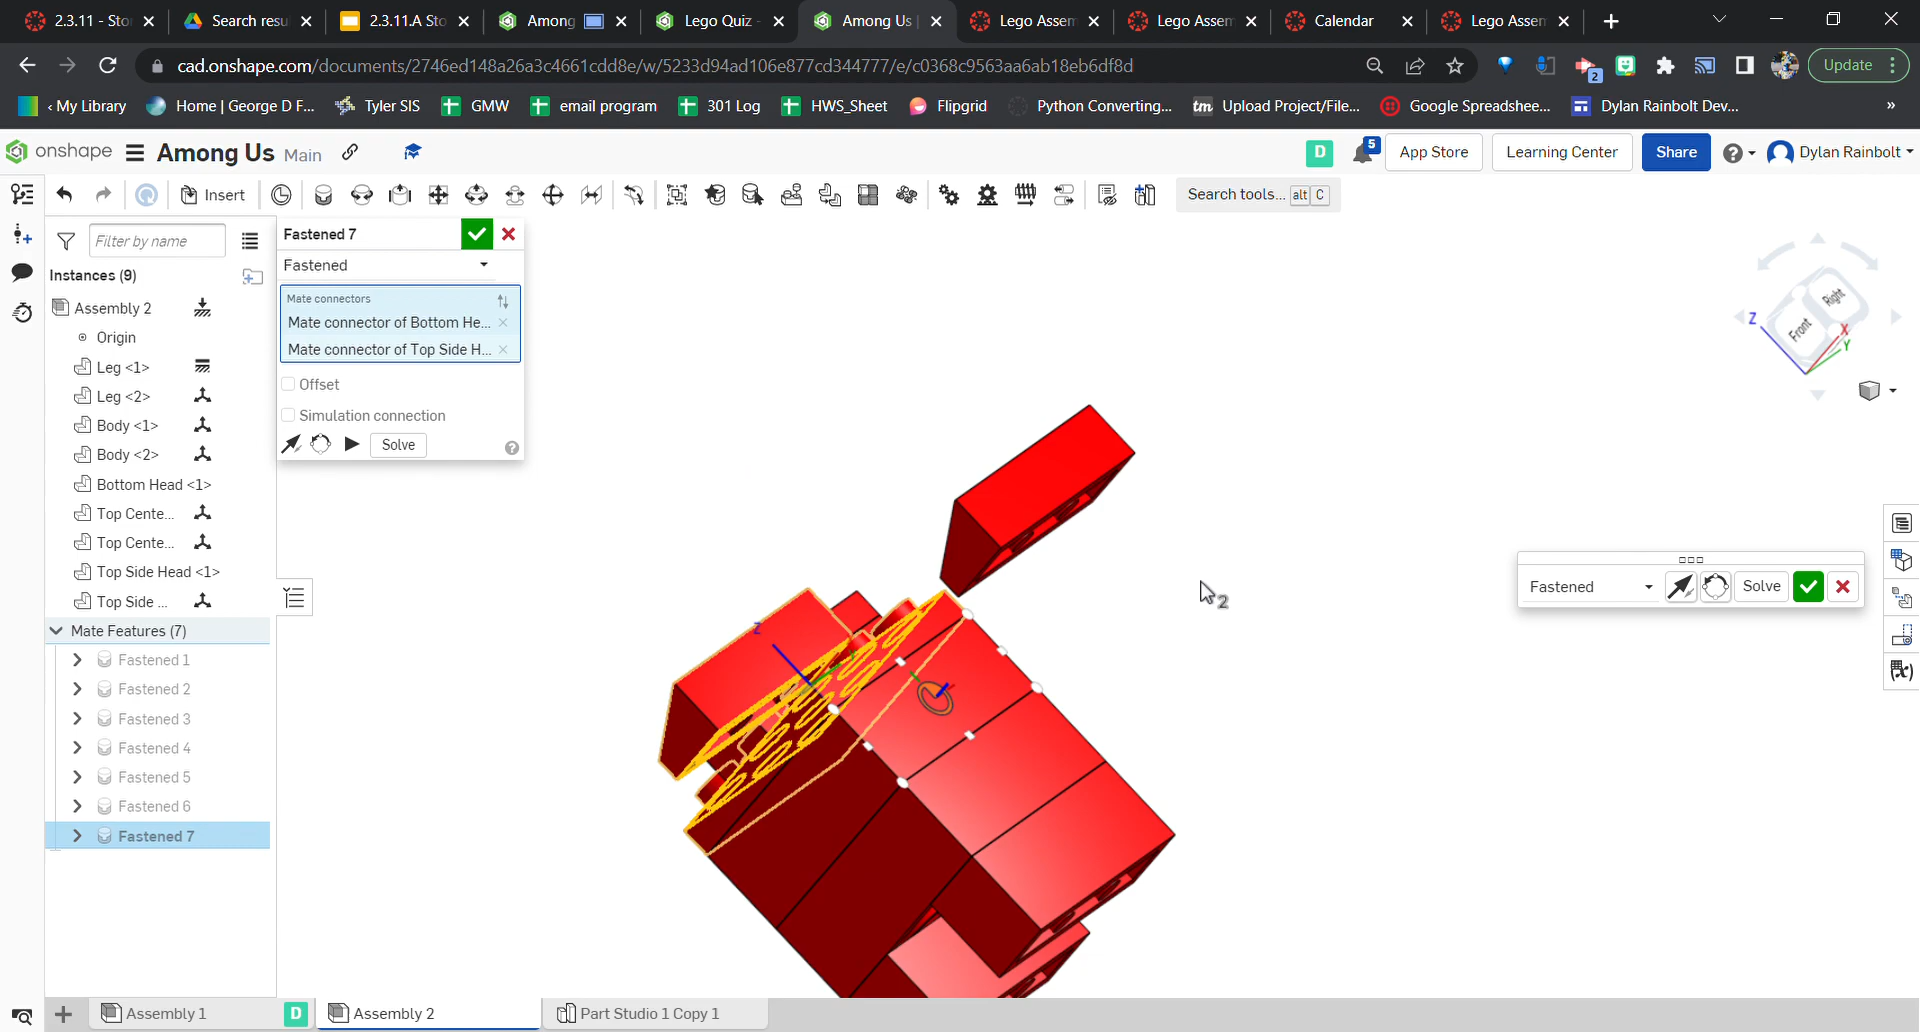 2.3.11 - Sto
Search resu
2.3.11.A Sto
Among
Lego Quiz -
Among Us |
Lego Assem
Lego Assem
Calendar
Lego Assem
cad.onshape.com/documents/2746ed148a26a3c4661cdd8e/w/5233d94ad106e877cd344777/e/c0368c9563aa6ab18eb6df8d
2
Update
‹ My Library
Home | George D F...
Tyler SIS
GMW
email program
301 Log
HWS_Sheet
Flipgrid
Python Converting...
tm Upload Project/File...
Google Spreadshee...
Dylan Rainbolt Dev...
»
onshape
Among Us Main
D
5
App Store
Learning Center
Share
Dylan Rainbolt
Insert
Search tools... alt C
Filter by name
Instances (9)
Assembly 2
Origin
Leg <1>
Leg <2>
Body <1>
Body <2>
Bottom Head <1>
Top Cente...
Top Cente...
Top Side Head <1>
Top Side ...
Mate Features (7)
Fastened 1
Fastened 2
Fastened 3
Fastened 4
Fastened 5
Fastened 6
Fastened 7
Fastened 7
Fastened
Mate connectors
Mate connector of Bottom He...
Mate connector of Top Side H...
Offset
Simulation connection
Solve
Z
2
Z
Front
Right
X
Y
Fastened
Solve
(x)
Assembly 1
D
Assembly 2
Part Studio 1 Copy 1